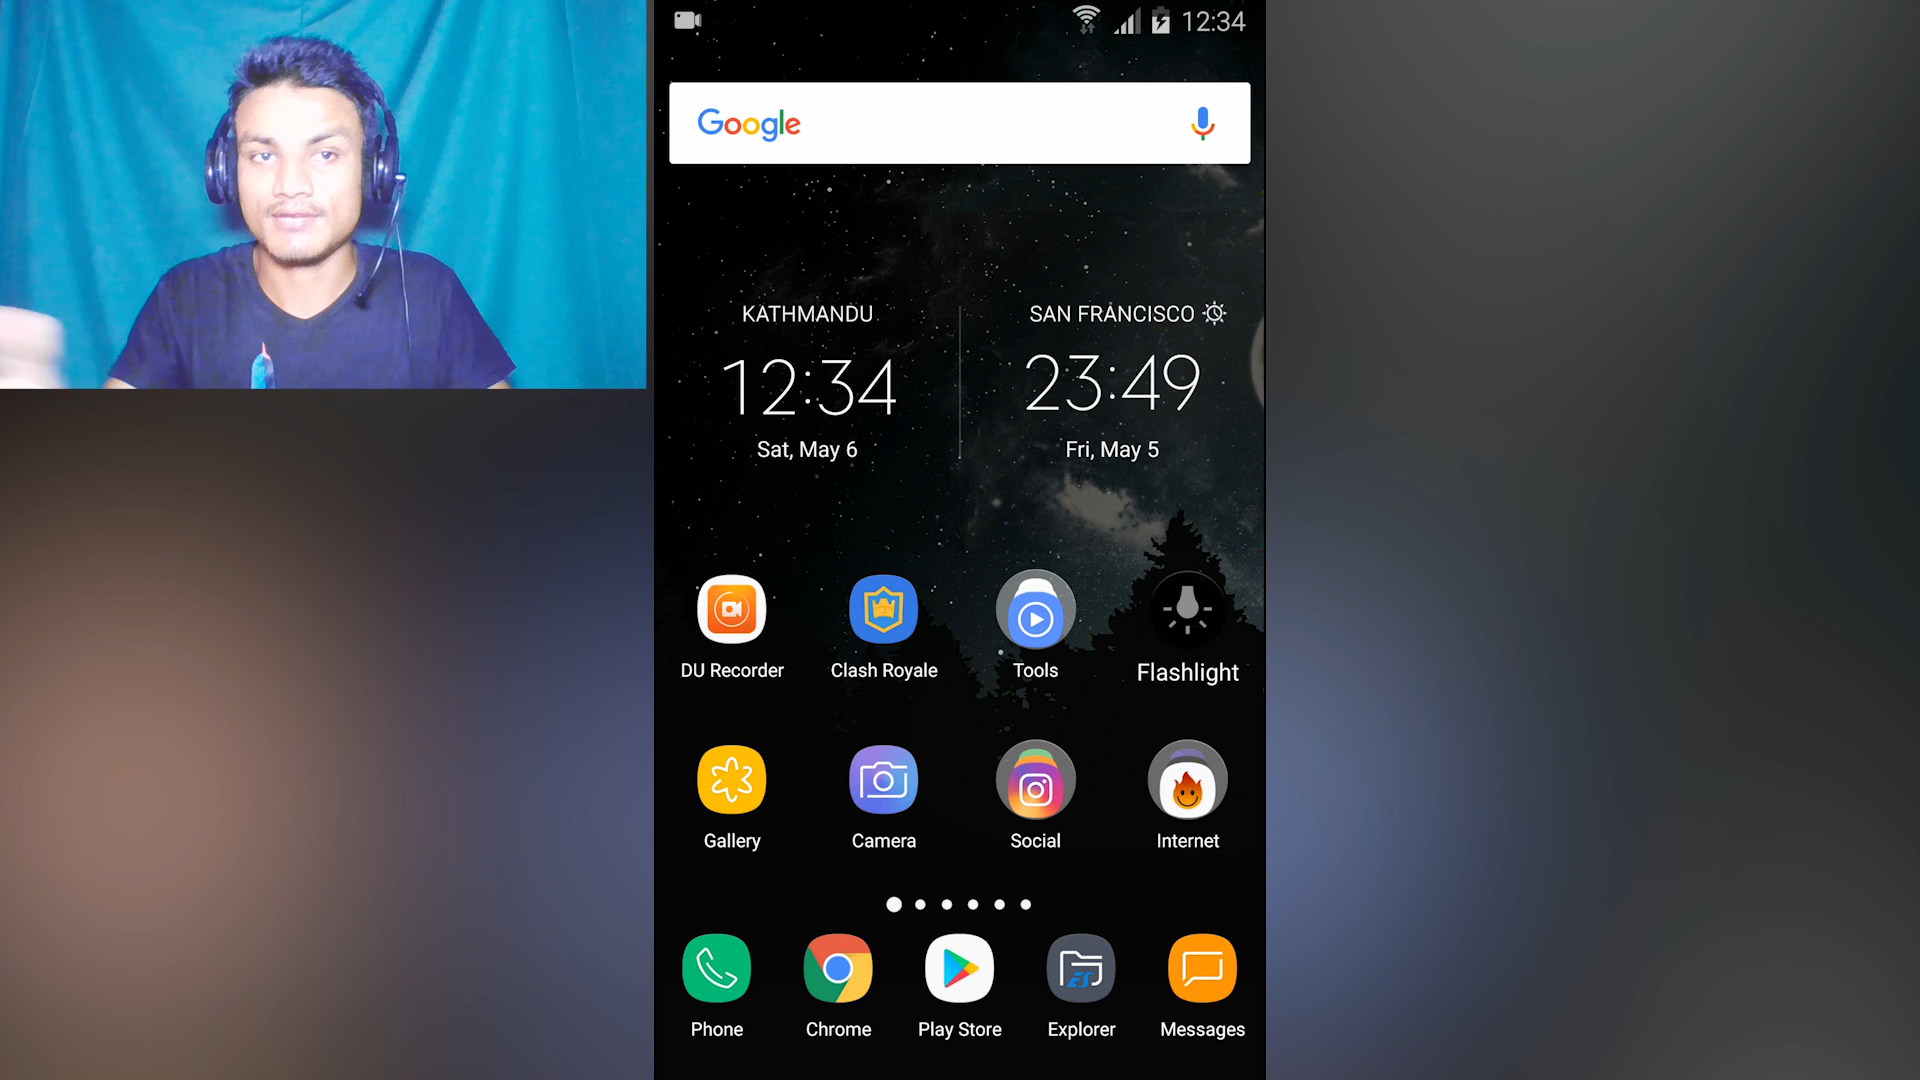 12:34
Google
KATHMANDU
12:34
Sat, May 6
SAN FRANCISCO
23:49
Fri, May 5
DU Recorder
Clash Royale
Tools
Flashlight
Gallery
Camera
Social
Internet
ES
Phone
Chrome
Play Store
Explorer
Messages